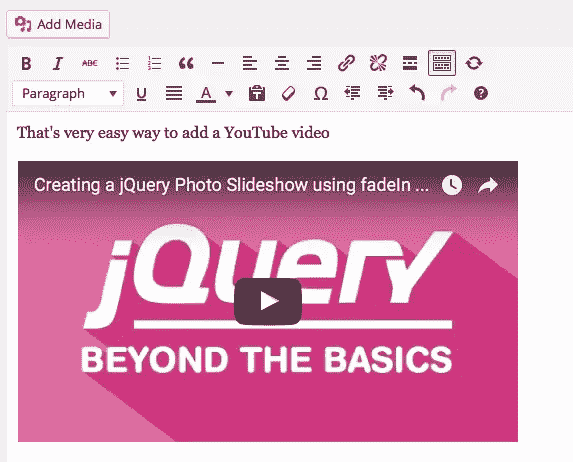 Add Media
B I ABC
Paragraph U A Ω
That's very easy way to add a YouTube video
Creating a jQuery Photo Slideshow using fadeIn ...
jQuery
BEYOND THE BASICS